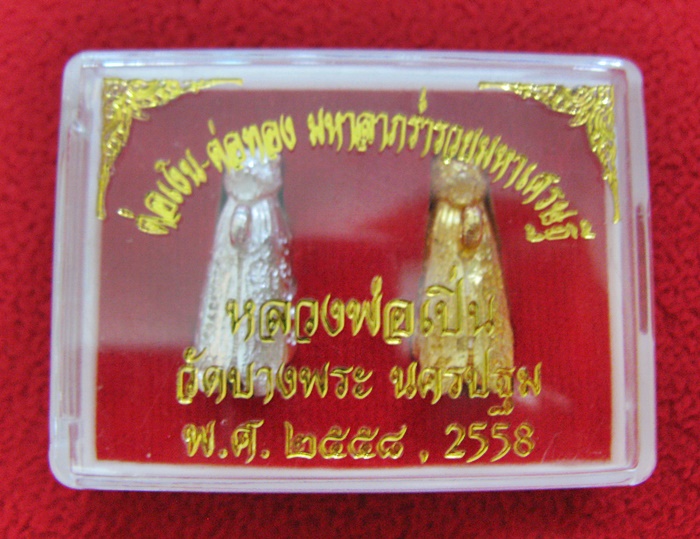 ต่อเงิน-ต่อทอง มหาลาภร่ำรวยมหาเศรษฐี
หลวงพ่อเปิ่น
วัดบางพระ นครปฐม
พ.ศ. ๒๕๕๘ , 2558